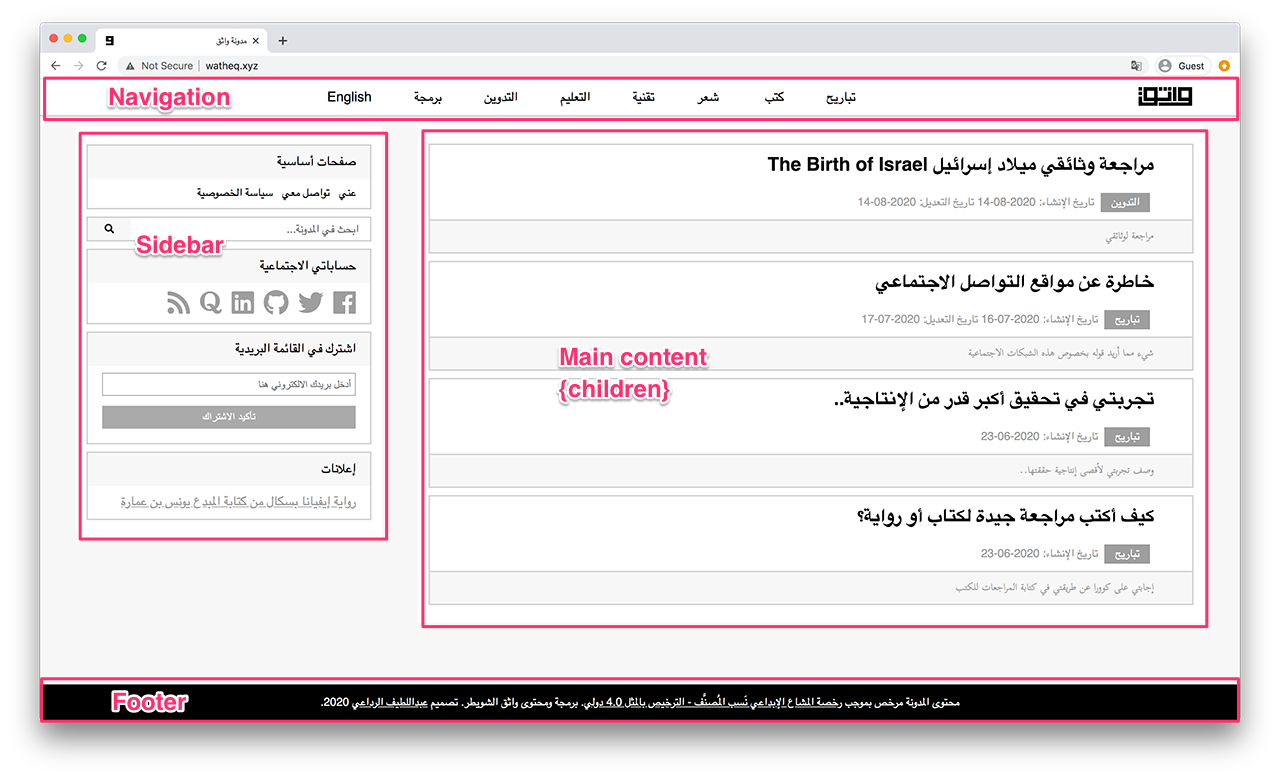 مدونة واثق
Not Secure | watheq.xyz
Guest
Navigation
واثق
تباريح
كتب
شعر
تقنية
التعليم
التدوين
برمجة
English
مراجعة وثائقي ميلاد إسرائيل The Birth of Israel
التدوين تاريخ الإنشاء: 2020-08-14 تاريخ التعديل: 2020-08-14
مراجعة لوثائقي
خاطرة عن مواقع التواصل الاجتماعي
تباريح تاريخ الإنشاء: 2020-07-16 تاريخ التعديل: 2020-07-17
شيء مما أريد قوله بخصوص هذه الشبكات الاجتماعية
Main content
{children}
تجربتي في تحقيق أكبر قدر من الإنتاجية..
تباريح تاريخ الإنشاء: 2020-06-23
وصف تجربتي لأقصى إنتاجية حققتها..
كيف أكتب مراجعة جيدة لكتاب أو رواية؟
تباريح تاريخ الإنشاء: 2020-06-23
إجابتي على كوورا عن طريقتي في كتابة المراجعات للكتب
صفحات أساسية
عني تواصل معي سياسة الخصوصية
ابحث في المدونة...
Sidebar
حساباتي الاجتماعية
اشترك في القائمة البريدية
أدخل بريدك الالكتروني هنا
تأكيد الاشتراك
إعلانات
رواية إيفيانا بسكال من كتابة المبدع يونس بن عمارة
Footer
محتوى المدونة مرخص بموجب رخصة المشاع الإبداعي نَسب المُصنَّف - الترخيص بالمثل 4.0 دولي. برمجة ومحتوى واثق الشويطر. تصميم عبداللطيف الرداعي 2020.